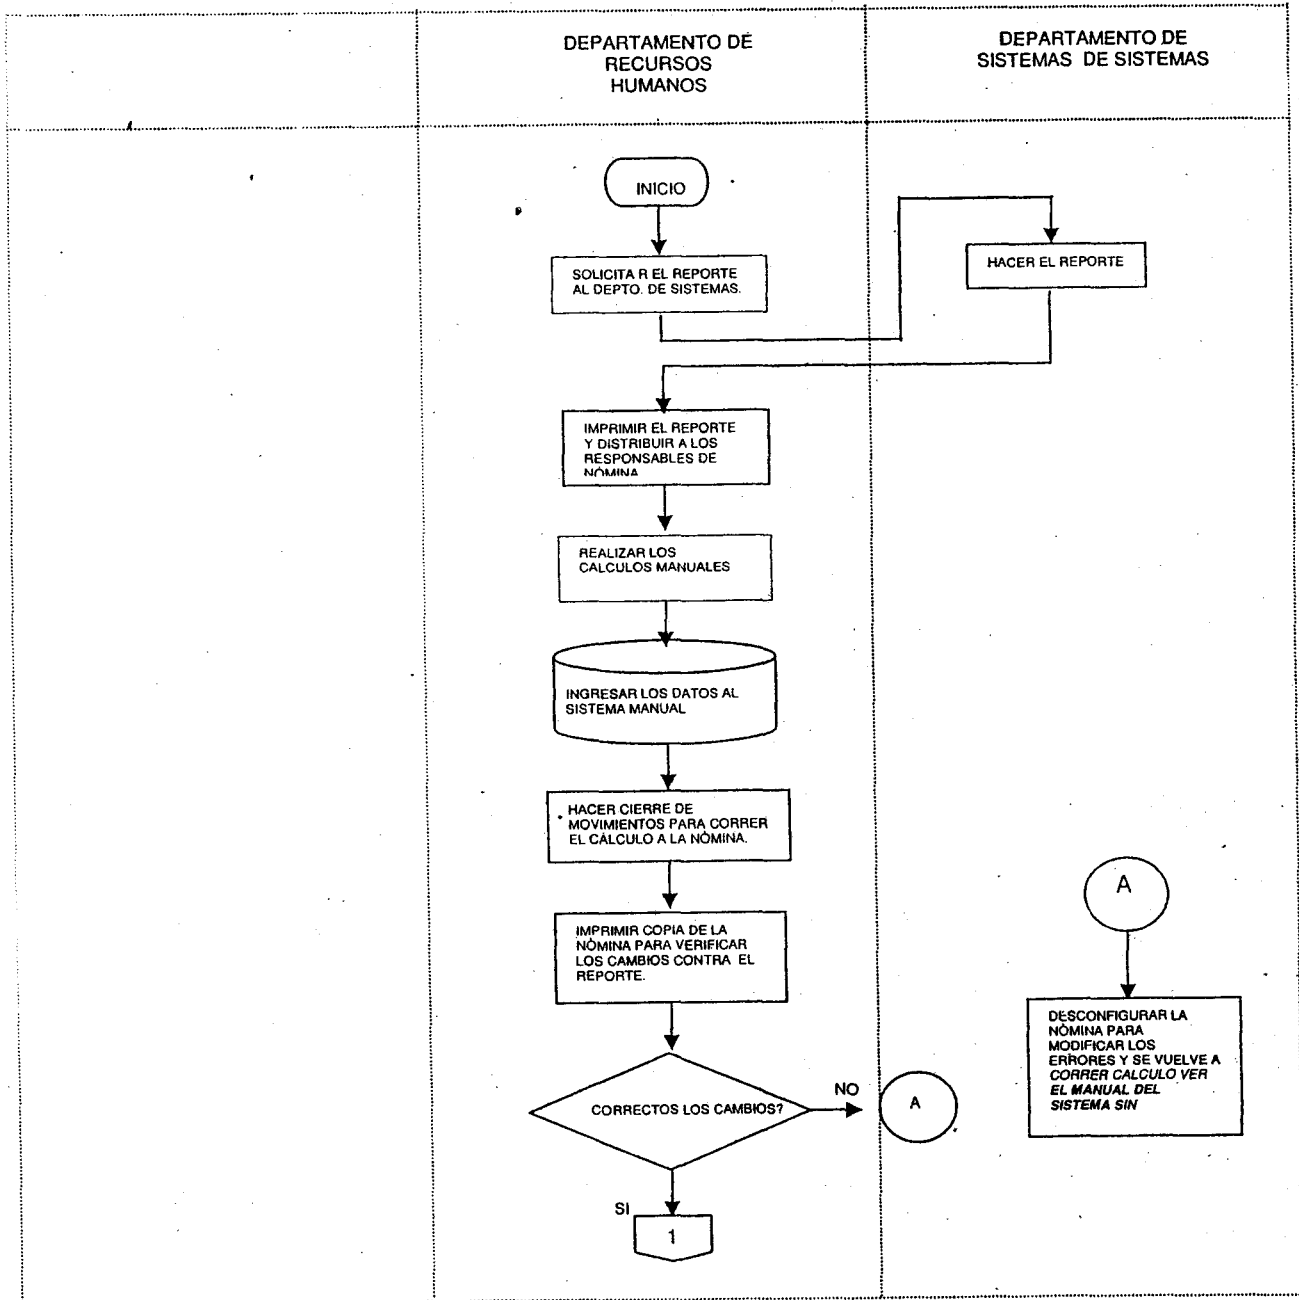 DEPARTAMENTO DE
RECURSOS
HUMANOS
DEPARTAMENTO DE
SISTEMAS DE SISTEMAS
INICIO
SOLICITA R EL REPORTE
AL DEPTO. DE SISTEMAS.
HACER EL REPORTE
IMPRIMIR EL REPORTE
Y DISTRIBUIR A LOS
RESPONSABLES DE
NÓMINA
REALIZAR LOS
CALCULOS MANUALES
INGRESAR LOS DATOS AL
SISTEMA MANUAL
HACER CIERRE DE
MOVIMIENTOS PARA CORRER
EL CÁLCULO A LA NÓMINA.
IMPRIMIR COPIA DE LA
NÓMINA PARA VERIFICAR
LOS CAMBIOS CONTRA EL
REPORTE.
CORRECTOS LOS CAMBIOS?
NO
A
SI
1
A
DESCONFIGURAR LA
NÓMINA PARA
MODIFICAR LOS
ERRORES Y SE VUELVE A
CORRER CALCULO VER
EL MANUAL DEL
SISTEMA SIN